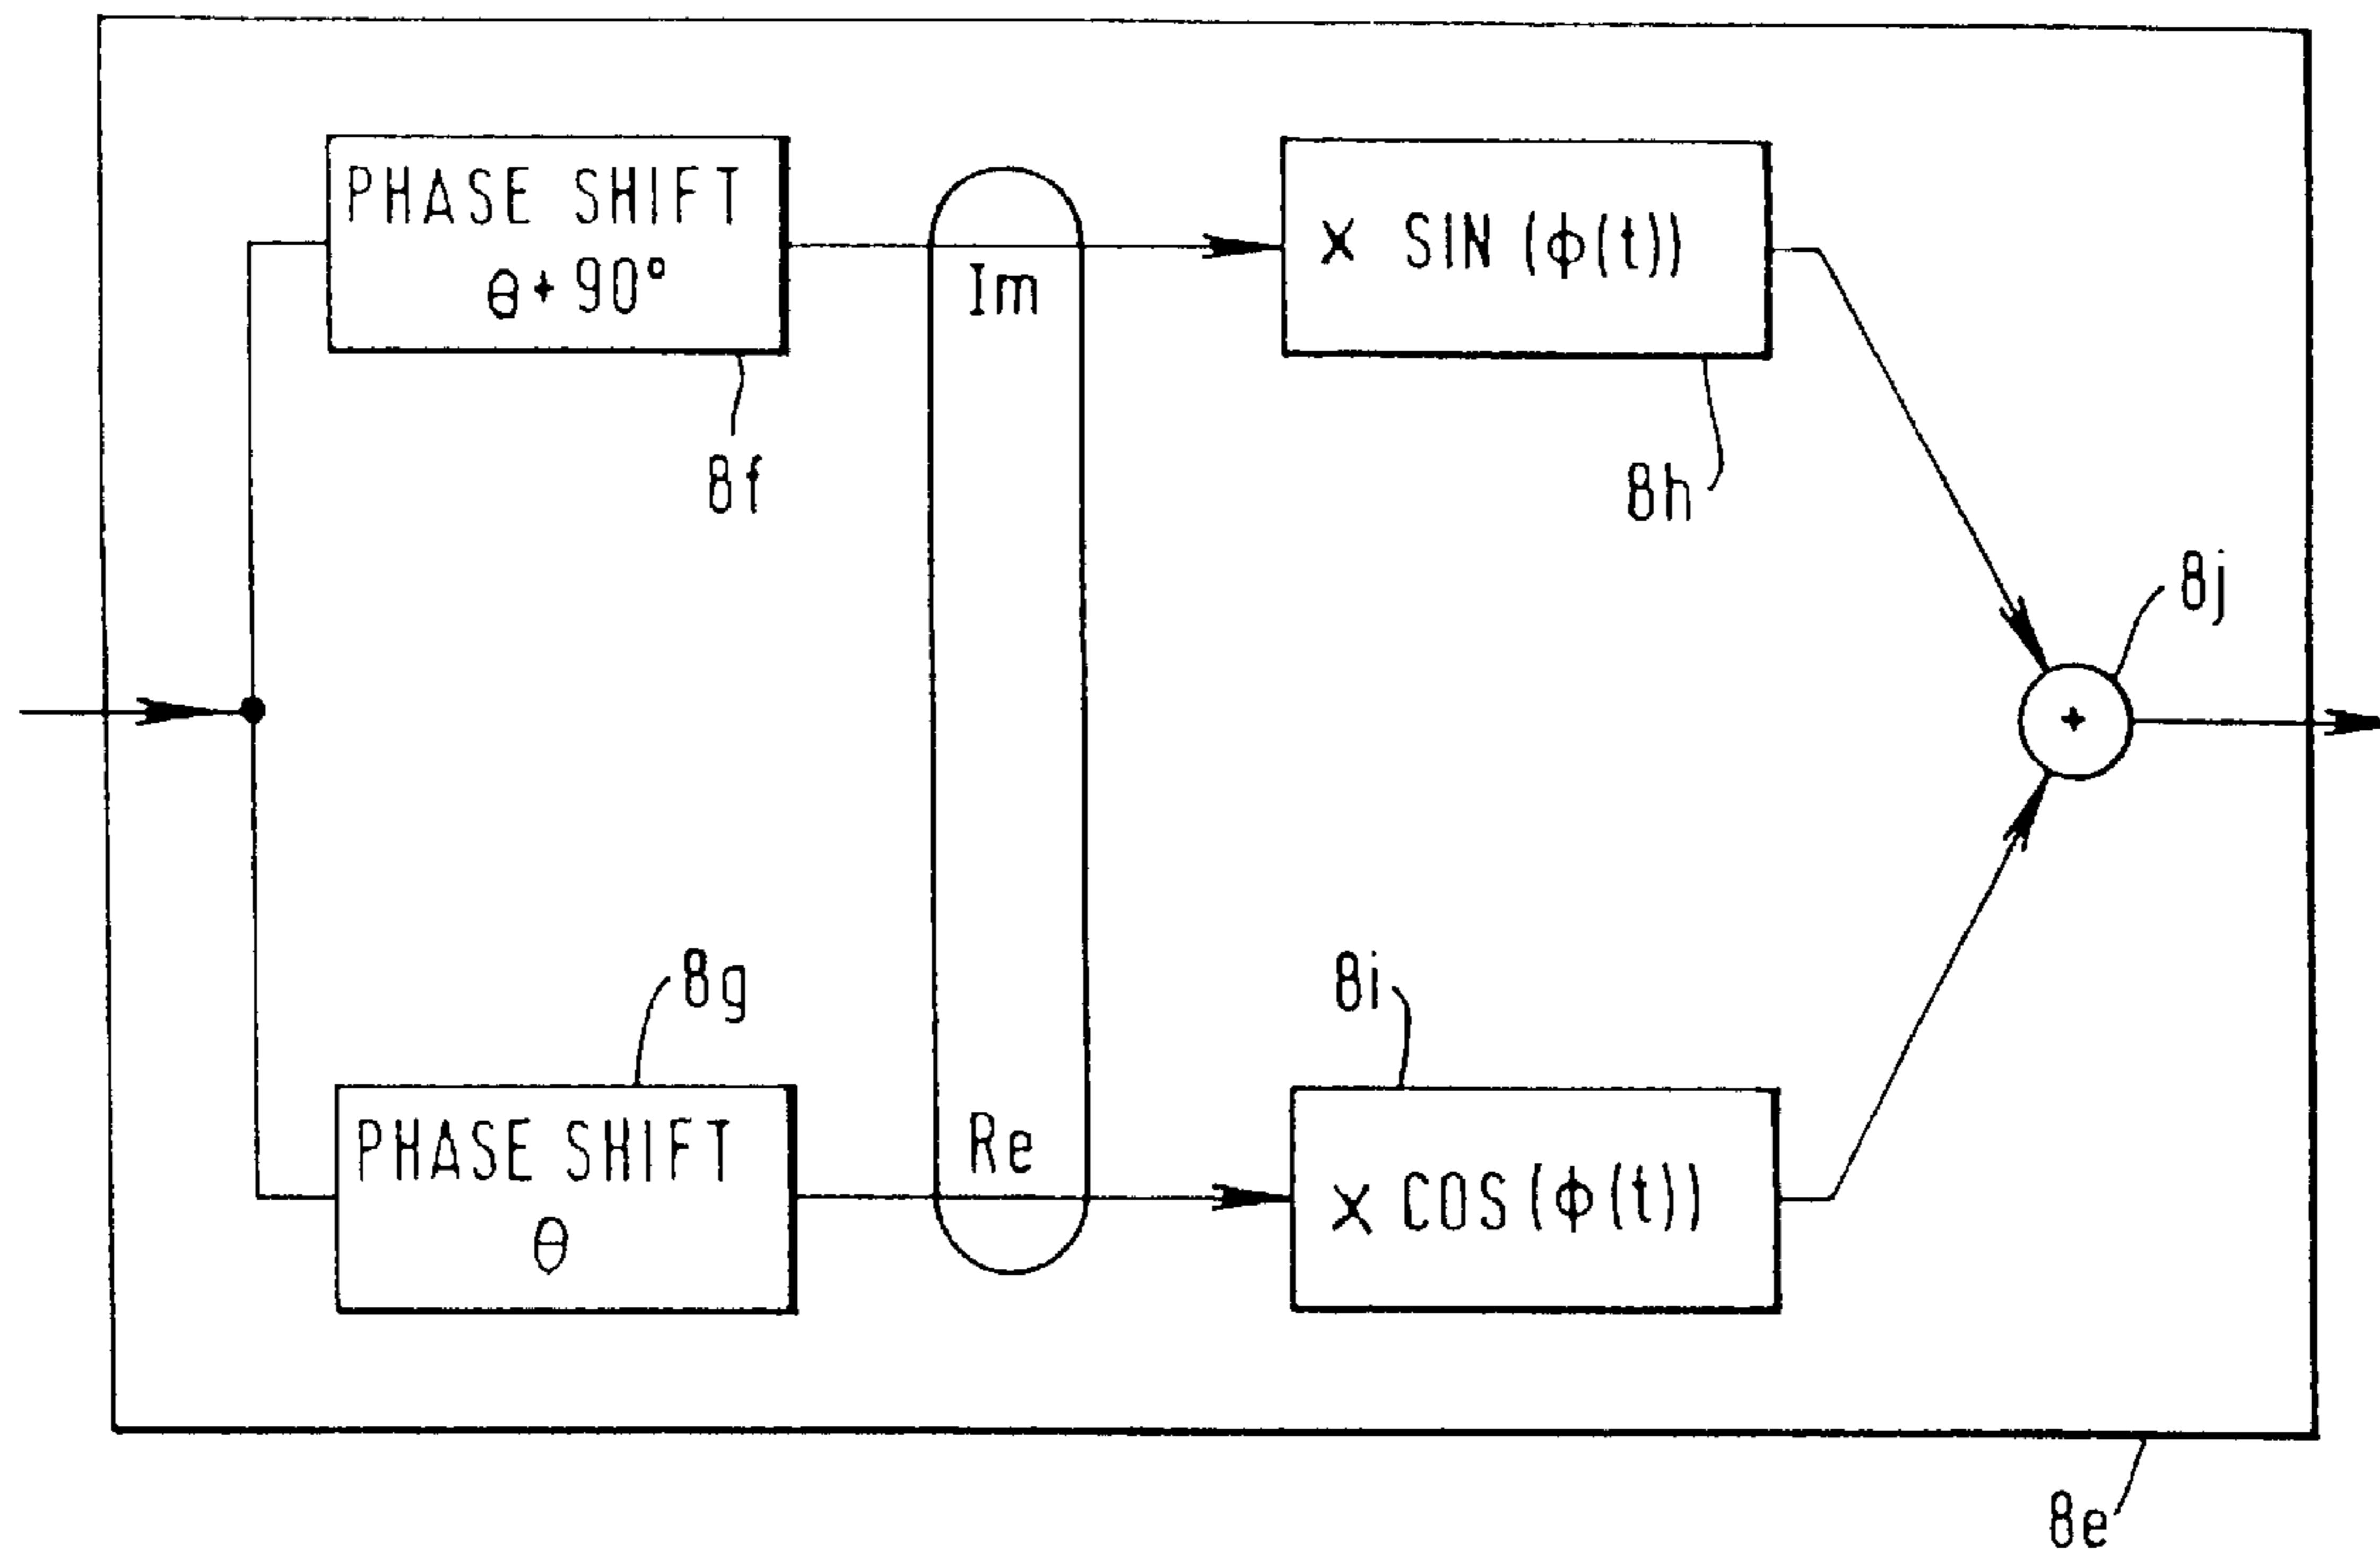 PHASE SHIFT
θ + 90°
8f
Im
× SIN (ϕ(t))
8h
8j
8g
PHASE SHIFT
θ
Re
8i
× COS (ϕ(t))
+
8e